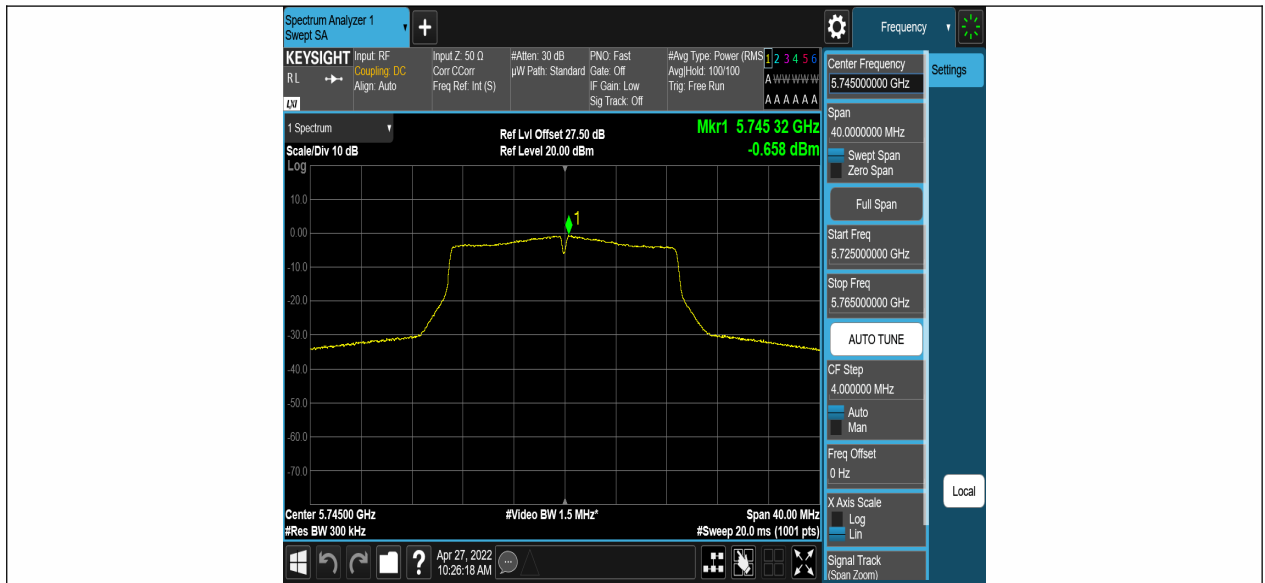 Spectrum Analyzer 1
Swept SA
+
Frequency
KEYSIGHT
RL
LXI
Input: RF
Coupling: DC
Align: Auto
Input Z: 50 Ω
Corr CCorr
Freq Ref: Int (S)
#Atten: 30 dB
µW Path: Standard
PNO: Fast
Gate: Off
IF Gain: Low
Sig Track: Off
#Avg Type: Power (RMS
Avg|Hold: 100/100
Trig: Free Run
1 2 3 4 5 6
A W W W W W
A A A A A A
1 Spectrum
Scale/Div 10 dB
Log
Ref Lvl Offset 27.50 dB
Ref Level 20.00 dBm
Mkr1 5.745 32 GHz
-0.658 dBm
10.0
0.00
-10.0
-20.0
-30.0
-40.0
-50.0
-60.0
-70.0
1
Center 5.74500 GHz
#Res BW 300 kHz
#Video BW 1.5 MHz*
Span 40.00 MHz
#Sweep 20.0 ms (1001 pts)
?
Apr 27, 2022
10:26:18 AM
Center Frequency
5.745000000 GHz
Span
40.0000000 MHz
Swept Span
Zero Span
Full Span
Start Freq
5.725000000 GHz
Stop Freq
5.765000000 GHz
AUTO TUNE
CF Step
4.000000 MHz
Auto
Man
Freq Offset
0 Hz
X Axis Scale
Log
Lin
Signal Track
(Span Zoom)
Settings
Local